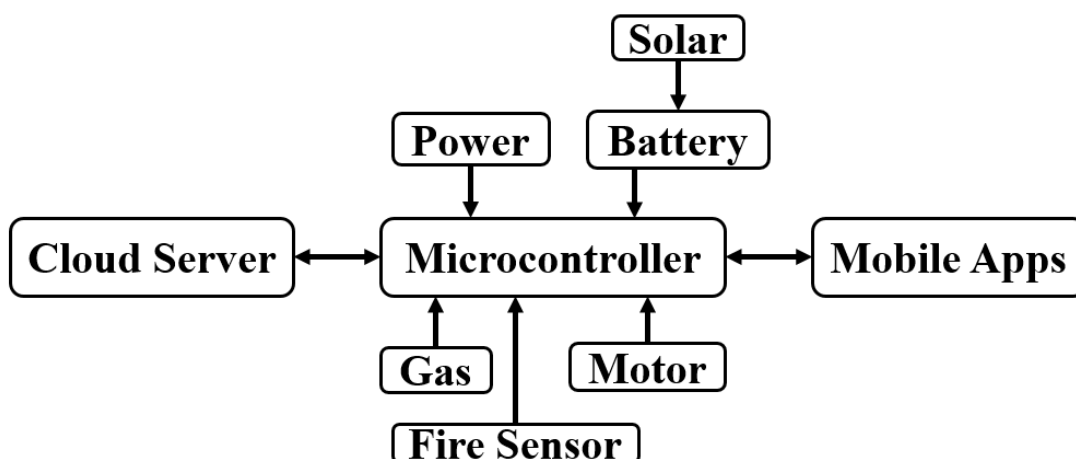 Solar
Power
Battery
Cloud Server
Microcontroller
Mobile Apps
Gas
Motor
Fire Sensor